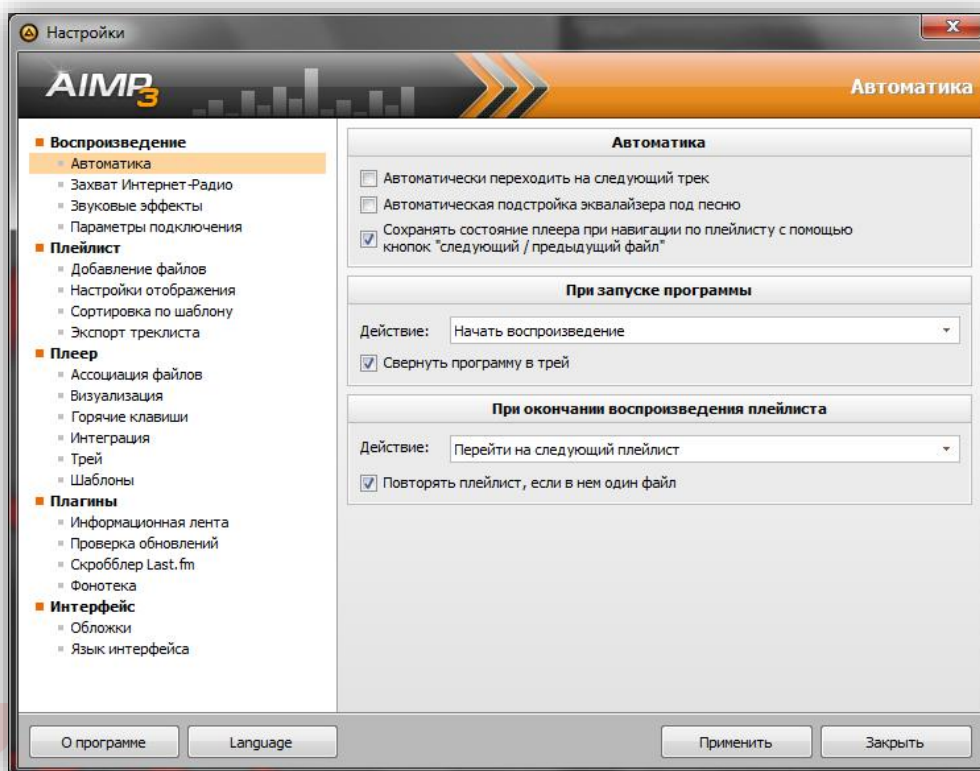 Настройки
AIMP3
Автоматика
Воспроизведение
Автоматика
Захват Интернет-Радио
Звуковые эффекты
Параметры подключения
Плейлист
Добавление файлов
Настройки отображения
Сортировка по шаблону
Экспорт треклиста
Плеер
Ассоциация файлов
Визуализация
Горячие клавиши
Интеграция
Трей
Шаблоны
Плагины
Информационная лента
Проверка обновлений
Скробблер Last.fm
Фонотека
Интерфейс
Обложки
Язык интерфейса
Автоматика
Автоматически переходить на следующий трек
Автоматическая подстройка эквалайзера под песню
Сохранять состояние плеера при навигации по плейлисту с помощью
кнопок "следующий / предыдущий файл"
При запуске программы
Действие: Начать воспроизведение
Свернуть программу в трей
При окончании воспроизведения плейлиста
Действие: Перейти на следующий плейлист
Повторять плейлист, если в нем один файл
О программе
Language
Применить
Закрыть